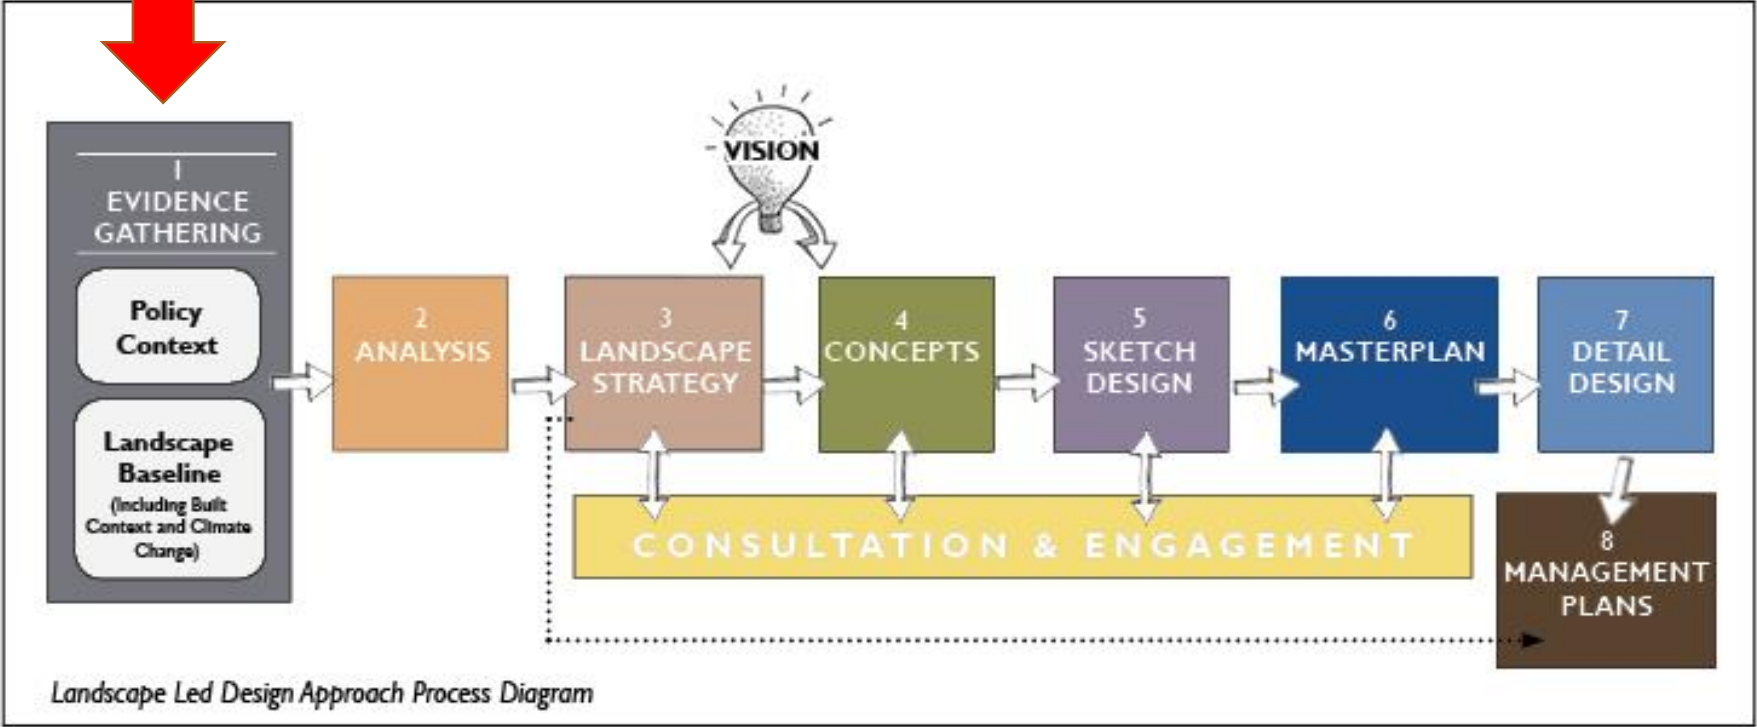 1
EVIDENCE
GATHERING
Policy
Context
Landscape
Baseline
(Including Built
Context and Climate
Change)
2
ANALYSIS
VISION
3
LANDSCAPE
STRATEGY
4
CONCEPTS
5
SKETCH
DESIGN
6
MASTERPLAN
7
DETAIL
DESIGN
CONSULTATION & ENGAGEMENT
8
MANAGEMENT
PLANS
Landscape Led Design Approach Process Diagram